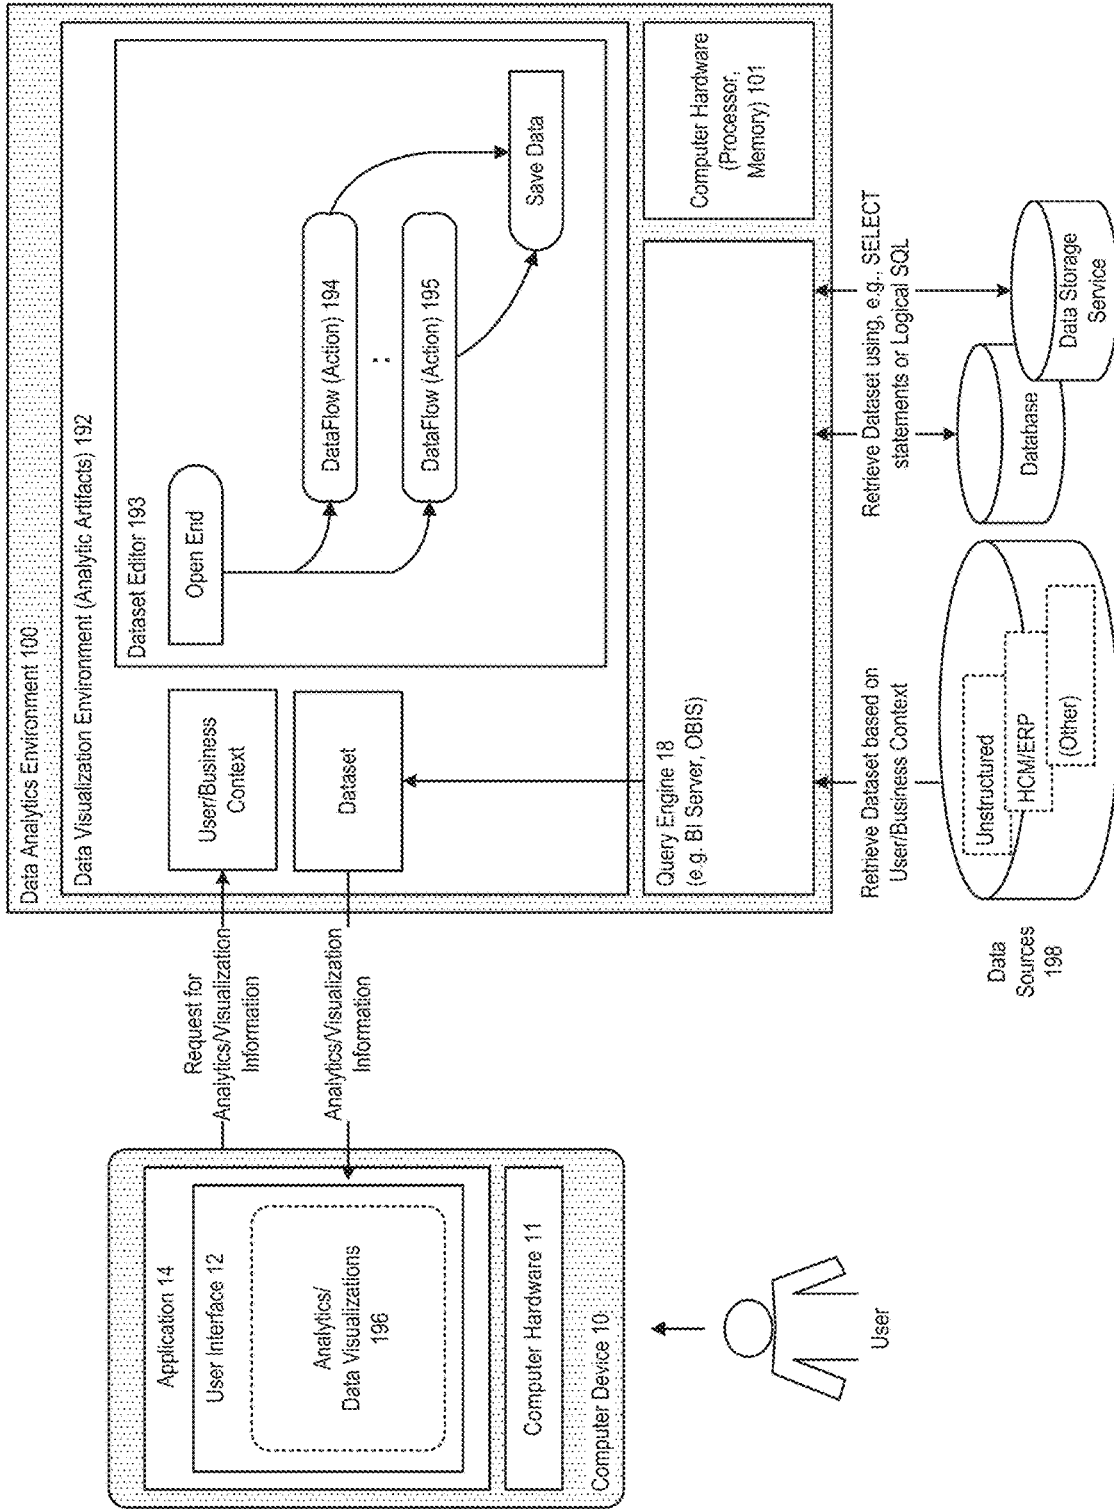 Application 14
User Interface 12
Analytics/
Data Visualizations
196
Computer Hardware 11
Computer Device 10
User
Request for
Analytics/Visualization
Information
Analytics/Visualization
Information
Data Analytics Environment 100
Data Visualization Environment (Analytic Artifacts) 192
User/Business
Context
Dataset
Dataset Editor 193
Open End
DataFlow (Action) 194
:
DataFlow (Action) 195
Save Data
Query Engine 18
(e.g. BI Server, OBIS)
Computer Hardware
(Processor,
Memory) 101
Retrieve Dataset based on
User/Business Context
Retrieve Dataset using, e.g., SELECT
statements or Logical SQL
Data
Sources
198
Unstructured
HCM/ERP
(Other)
Database
Data Storage
Service